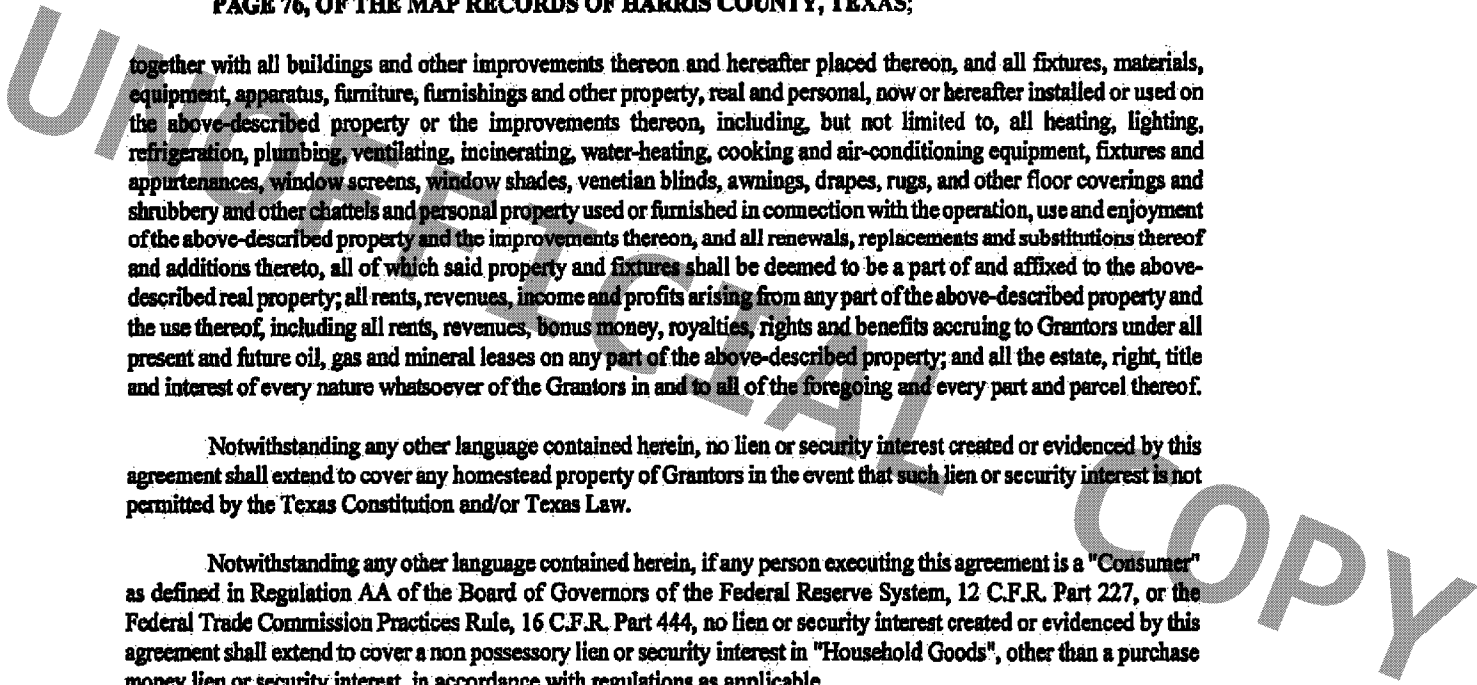 PAGE 76, OF THE MAP RECORDS OF HARRIS COUNTY, TEXAS;
together with all buildings and other improvements thereon and hereafter placed thereon, and all fixtures, materials,
equipment, apparatus, furniture, furnishings and other property, real and personal, now or hereafter installed or used on
the above-described property or the improvements thereon, including, but not limited to, all heating, lighting,
refrigeration, plumbing, ventilating, incinerating, water-heating, cooking and air-conditioning equipment, fixtures and
appurtenances, window screens, window shades, venetian blinds, awnings, drapes, rugs, and other floor coverings and
shrubbery and other chattels and personal property used or furnished in connection with the operation, use and enjoyment
of the above-described property and the improvements thereon, and all renewals, replacements and substitutions thereof
and additions thereto, all of which said property and fixtures shall be deemed to be a part of and affixed to the above-
described real property; all rents, revenues, income and profits arising from any part of the above-described property and
the use thereof, including all rents, revenues, bonus money, royalties, rights and benefits accruing to Grantors under all
present and future oil, gas and mineral leases on any part of the above-described property; and all the estate, right, title
and interest of every nature whatsoever of the Grantors in and to all of the foregoing and every part and parcel thereof.
Notwithstanding any other language contained herein, no lien or security interest created or evidenced by this
agreement shall extend to cover any homestead property of Grantors in the event that such lien or security interest is not
permitted by the Texas Constitution and/or Texas Law.
Notwithstanding any other language contained herein, if any person executing this agreement is a "Consumer"
as defined in Regulation AA of the Board of Governors of the Federal Reserve System, 12 C.F.R. Part 227, or the
Federal Trade Commission Practices Rule, 16 C.F.R. Part 444, no lien or security interest created or evidenced by this
agreement shall extend to cover a non possessory lien or security interest in "Household Goods", other than a purchase
money lien or security interest, in accordance with regulations as applicable.
UNOFFICIAL COPY